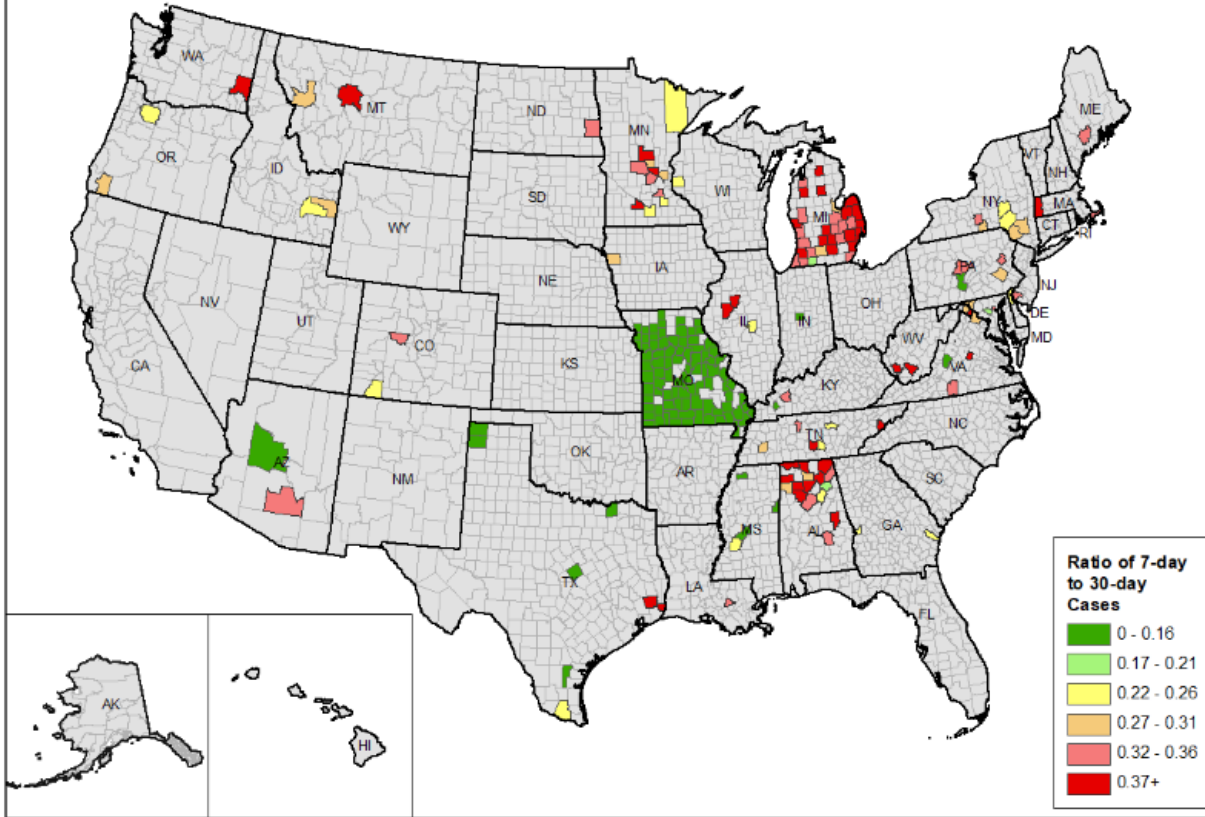 WA
MT
ND
MN
ME
OR
ID
SD
WI
MI
VT
NH
NY
MA
CT
RI
WY
IA
NE
PA
NJ
NV
UT
CO
IL
IN
OH
DE
MD
WV
VA
CA
KS
MO
KY
NC
TN
AZ
NM
OK
AR
SC
MS
AL
GA
TX
LA
FL
AK
HI
Ratio of 7-day
to 30-day
Cases
0 - 0.16
0.17 - 0.21
0.22 - 0.26
0.27 - 0.31
0.32 - 0.36
0.37+